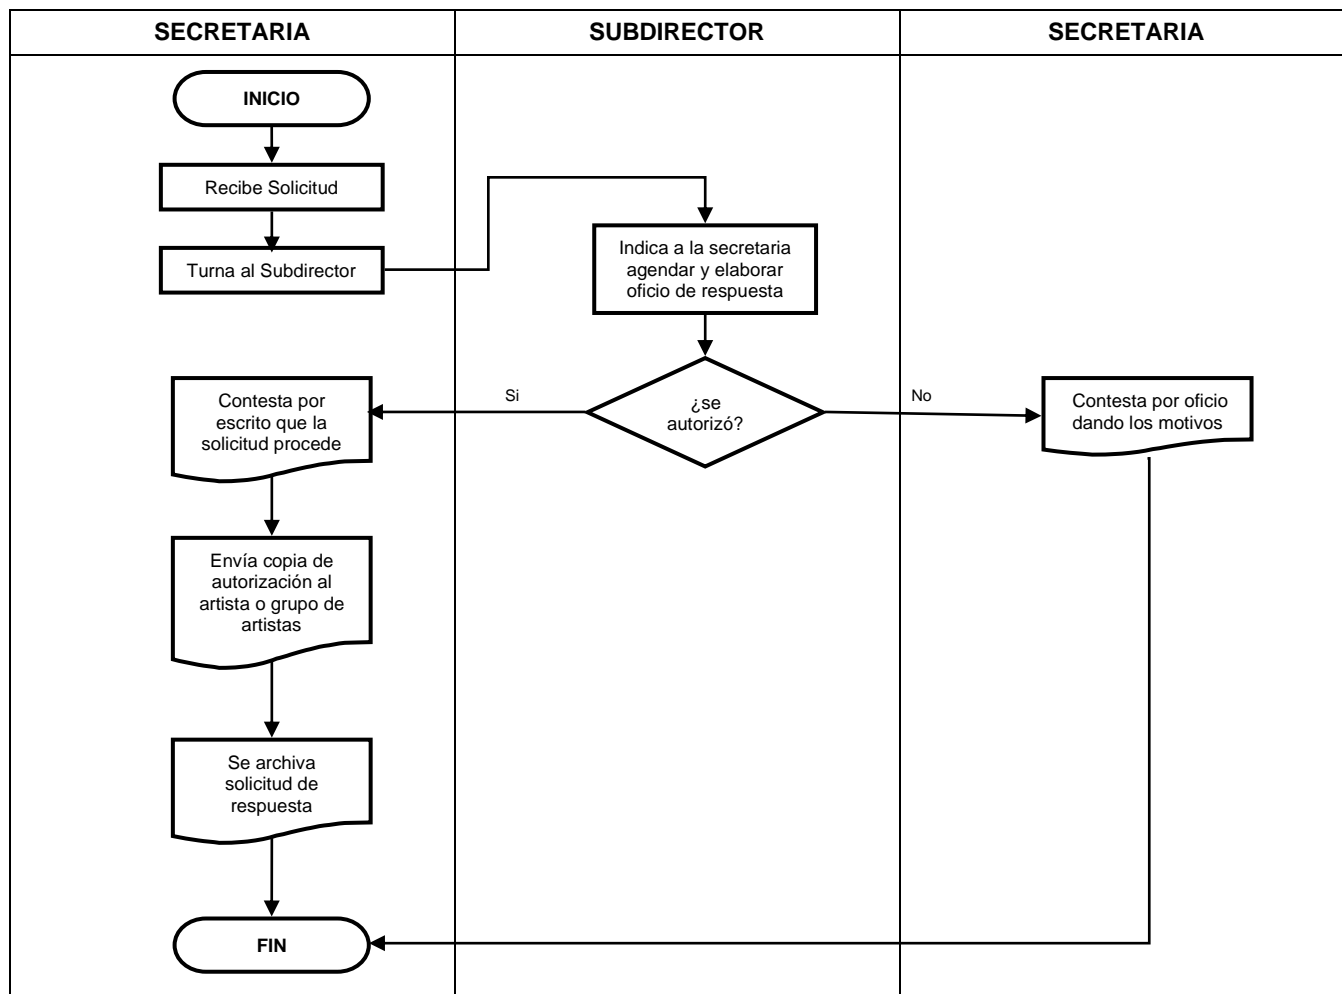 SECRETARIA
SUBDIRECTOR
SECRETARIA
INICIO
Recibe Solicitud
Turna al Subdirector
Indica a la secretaria
agendar y elaborar
oficio de respuesta
¿se
autorizó?
Si
No
Contesta por
escrito que la
solicitud procede
Contesta por oficio
dando los motivos
Envía copia de
autorización al
artista o grupo de
artistas
Se archiva
solicitud de
respuesta
FIN